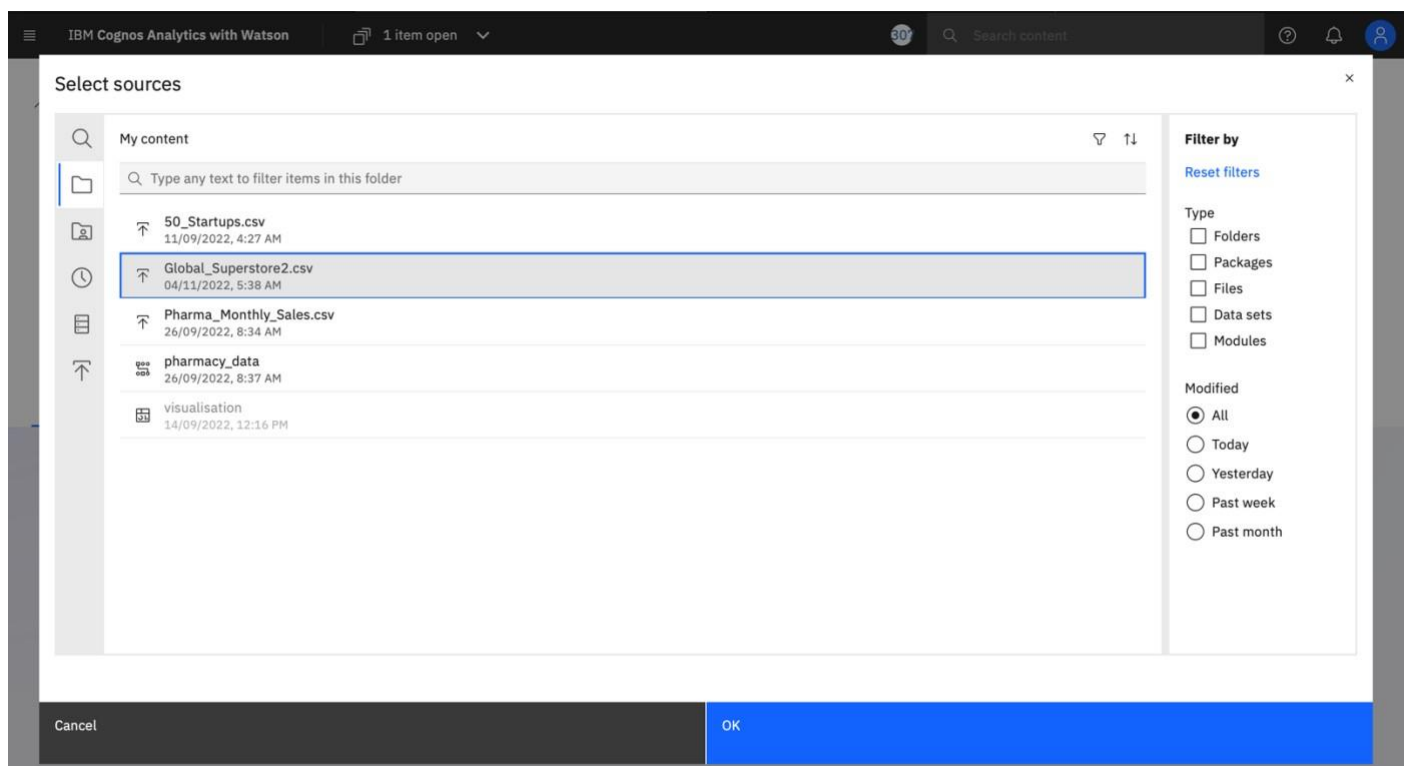 IBM Cognos Analytics with Watson
1 item open
30?
Search content
Select sources
My content
Type any text to filter items in this folder
50_Startups.csv
11/09/2022, 4:27 AM
Global_Superstore2.csv
04/11/2022, 5:38 AM
Pharma_Monthly_Sales.csv
26/09/2022, 8:34 AM
pharmacy_data
26/09/2022, 8:37 AM
visualisation
14/09/2022, 12:16 PM
Filter by
Reset filters
Type
Folders
Packages
Files
Data sets
Modules
Modified
All
Today
Yesterday
Past week
Past month
Cancel
OK